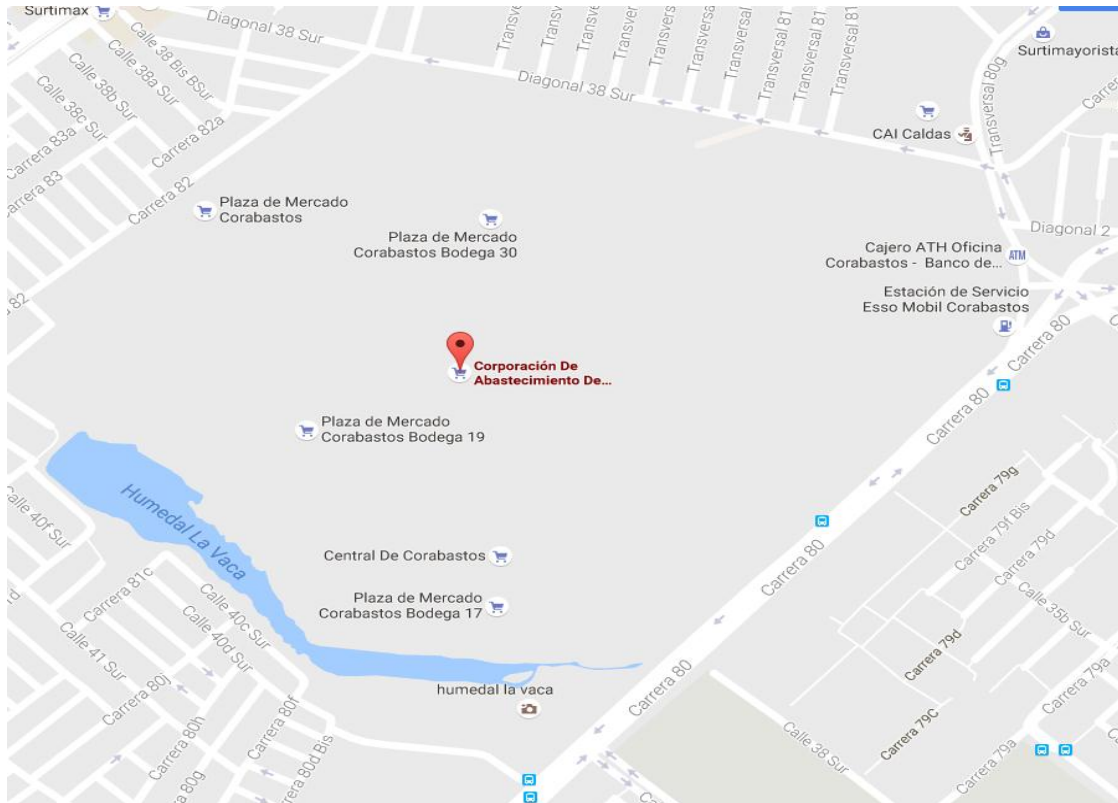 Surtimax
Diagonal 38 Sur
Calle 38 Bis BSur
Calle 38a Sur
Calle 38b Sur
Calle 38c Sur
Carrera 82a
Carrera 83a
Carrera 83
Carrera 82
Transversal 81
Transversal 81
Transversal 81
Diagonal 38 Sur
Surtimayorista
Transversal 80g
CAI Caldas
Plaza de Mercado
Corabastos
Plaza de Mercado
Corabastos Bodega 30
Diagonal 2
Cajero ATH Oficina
Corabastos - Banco de...
ATM
Estación de Servicio
Esso Mobil Corabastos
Carrera 80
82
Corporación De
Abastecimiento De...
Plaza de Mercado
Corabastos Bodega 19
Carrera 80
Humedal La Vaca
Calle 40f Sur
Carrera 79g
Carrera 79f Bis
Carrera 79d
Central De Corabastos
Carrera 80
Plaza de Mercado
Corabastos Bodega 17
Carrera 81c
Calle 40c Sur
Calle 40d Sur
Calle 41 Sur
Calle 35b Sur
Carrera 79d
Carrera 80
humedal la vaca
Carrera 80j
Carrera 80h
Carrera 80f
Carrera 80g
Carrera 80d Bis
Calle 38 Sur
Carrera 79C
Carrera 79a
Carrera 79a